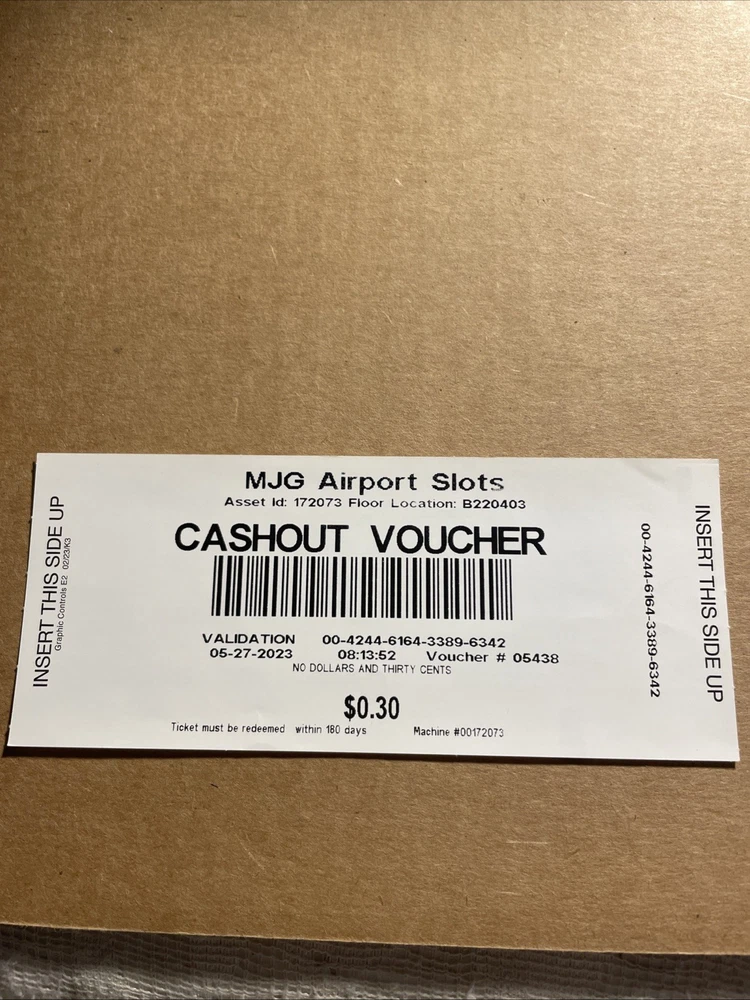 MJG Airport Slots
Asset Id: 172073 Floor Location: B220403
CASHOUT VOUCHER
VALIDATION 00-4244-6164-3389-6342
05-27-2023 08:13:52 Voucher # 05438
NO DOLLARS AND THIRTY CENTS
$0.30
Ticket must be redeemed within 180 days Machine #00172073
INSERT THIS SIDE UP
Graphic Controls E2 02/23/K3
00-4244-6164-3389-6342
INSERT THIS SIDE UP